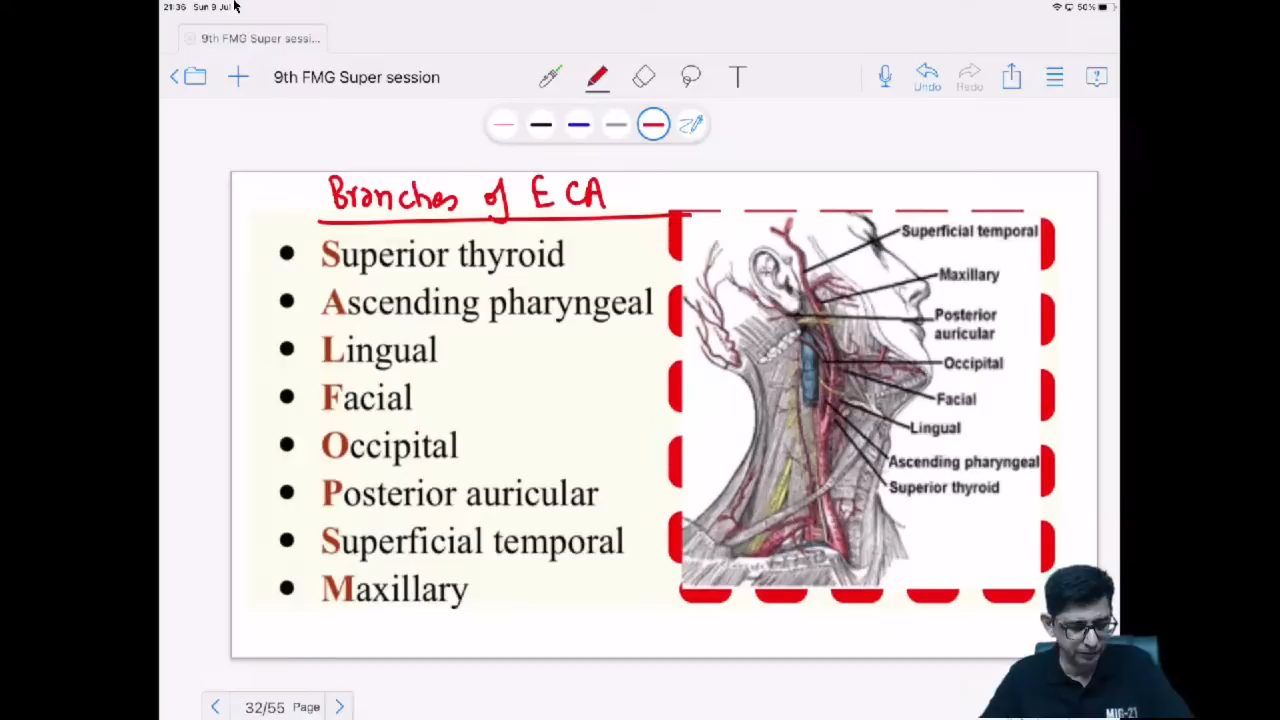 21:36 Sun 9 Jul
50%
9th FMG Super sessi...
9th FMG Super session
T
Undo
Redo
Branches of ECA
Superior thyroid
Ascending pharyngeal
Lingual
Facial
Occipital
Posterior auricular
Superficial temporal
Maxillary
Superficial temporal
Maxillary
Posterior
auricular
Occipital
Facial
Lingual
Ascending pharyngeal
Superior thyroid
32/55 Page
MIG-21